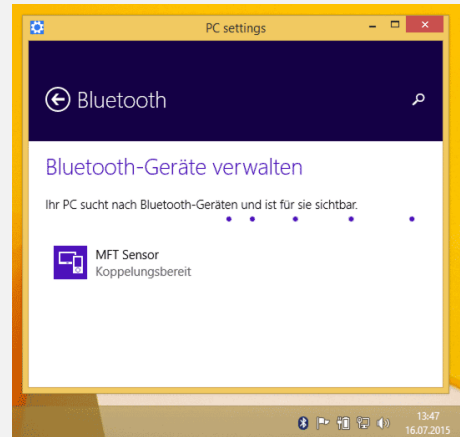 PC settings
Bluetooth
Bluetooth-Geräte verwalten
Ihr PC sucht nach Bluetooth-Geräten und ist für sie sichtbar.
MFT Sensor
Koppelungsbereit
13:47
16.07.2015